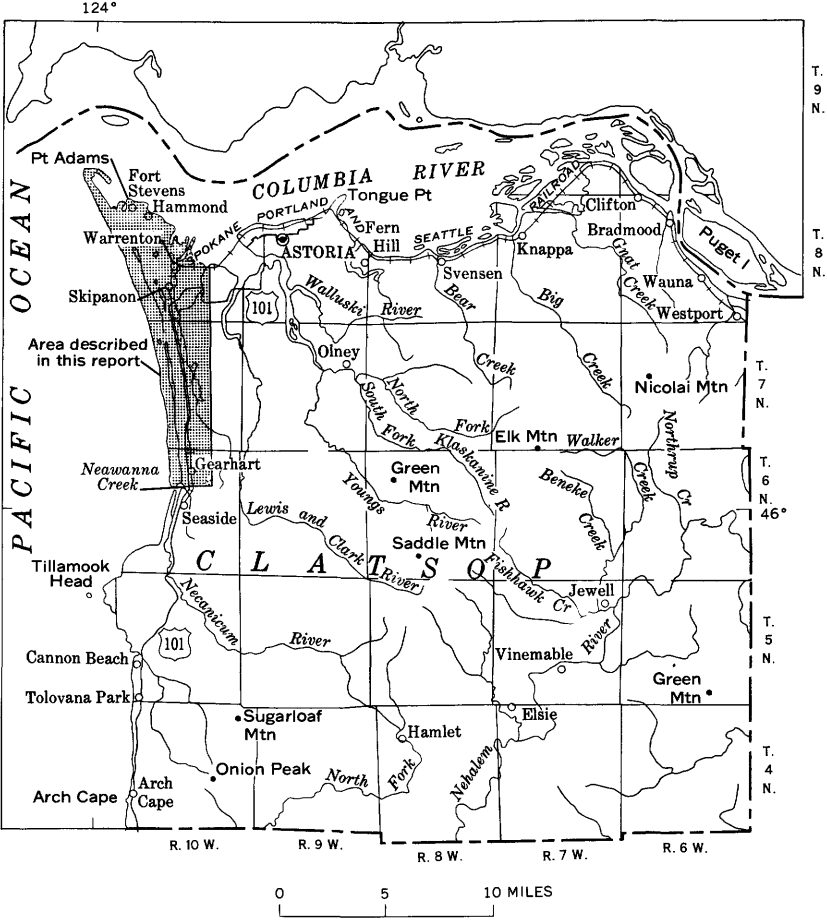 124°
T.
9
N.
Pt Adams
Fort
Stevens
Hammond
COLUMBIA RIVER
Tongue Pt
SPOKANE PORTLAND AND SEATTLE RAILROAD
Warrenton
ASTORIA
Fern
Hill
Clifton
Bradmood
Puget I
Knappa
Svensen
T.
8
N.
PACIFIC OCEAN
Skipanon
101
Walluski River
Bear
Creek
Big
Creek
Gnat
Creek
Wauna
Westport
Area described
in this report
Olney
Nicolai Mtn
T.
7
N.
North
Fork
South
Fork
Klaskanine R
Elk Mtn
Walker
Creek
Northrup
Cr
Neawanna
Creek
Gearhart
Green
Mtn
Youngs
River
Beneke
Creek
T.
6
N.
46°
Seaside
Lewis and
Clark
River
Saddle Mtn
CLATSOP
Fishhawk Cr
Tillamook
Head
Jewell
Necanicum
River
101
River
T.
5
N.
Cannon Beach
Vinemable
Green
Mtn
Tolovana Park
Sugarloaf
Mtn
Hamlet
Elsie
Onion Peak
North
Fork
Nehalem
T.
4
N.
Arch Cape
Arch
Cape
R. 10 W.
R. 9 W.
R. 8 W.
R. 7 W.
R. 6 W.
0 5 10 MILES